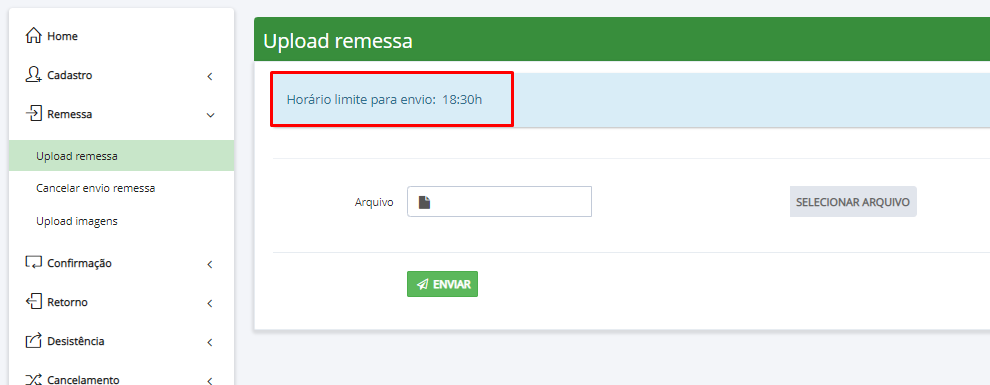 Home
Cadastro
Remessa
Upload remessa
Cancelar envio remessa
Upload imagens
Confirmação
Retorno
Desistência
Cancelamento
Upload remessa
Horário limite para envio: 18:30h
Arquivo
SELECIONAR ARQUIVO
ENVIAR